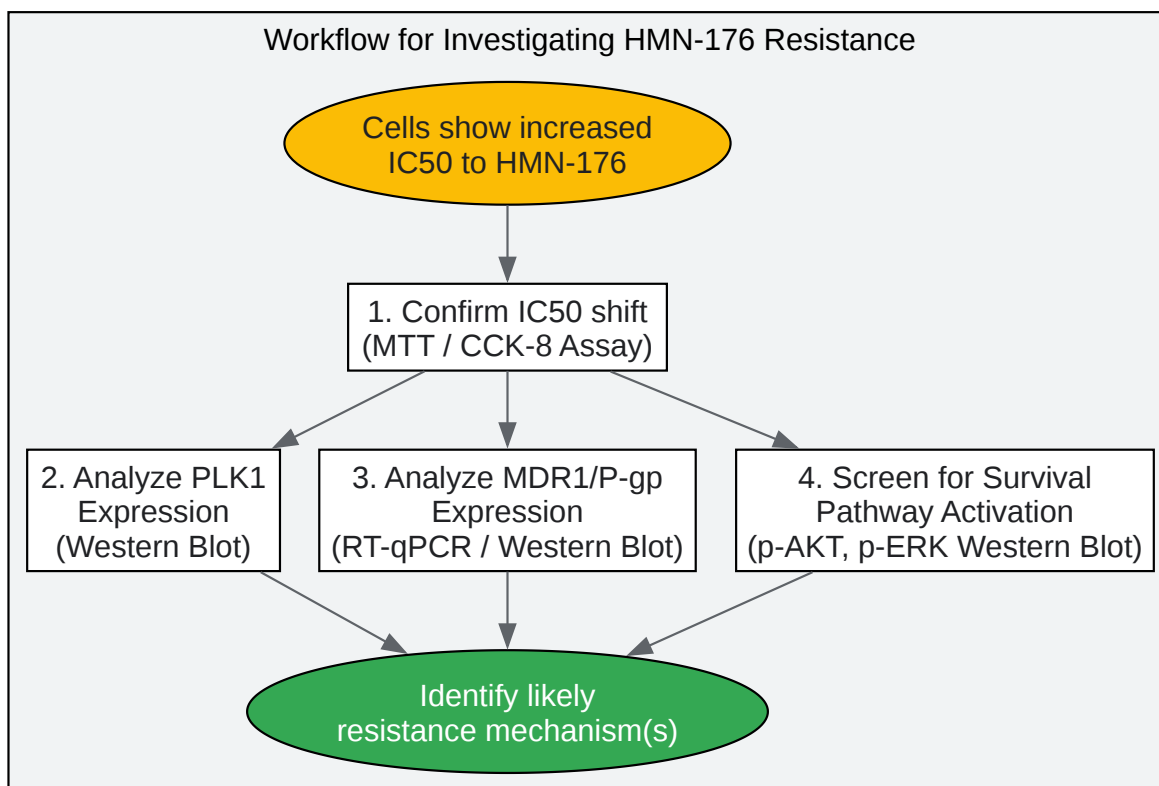 Workflow for Investigating HMN-176 Resistance
Cells show increased
IC50 to HMN-176
1. Confirm IC50 shift
(MTT / CCK-8 Assay)
2. Analyze PLK1
Expression
(Western Blot)
3. Analyze MDR1/P-gp
Expression
(RT-qPCR / Western Blot)
4. Screen for Survival
Pathway Activation
(p-AKT, p-ERK Western Blot)
Identify likely
resistance mechanism(s)